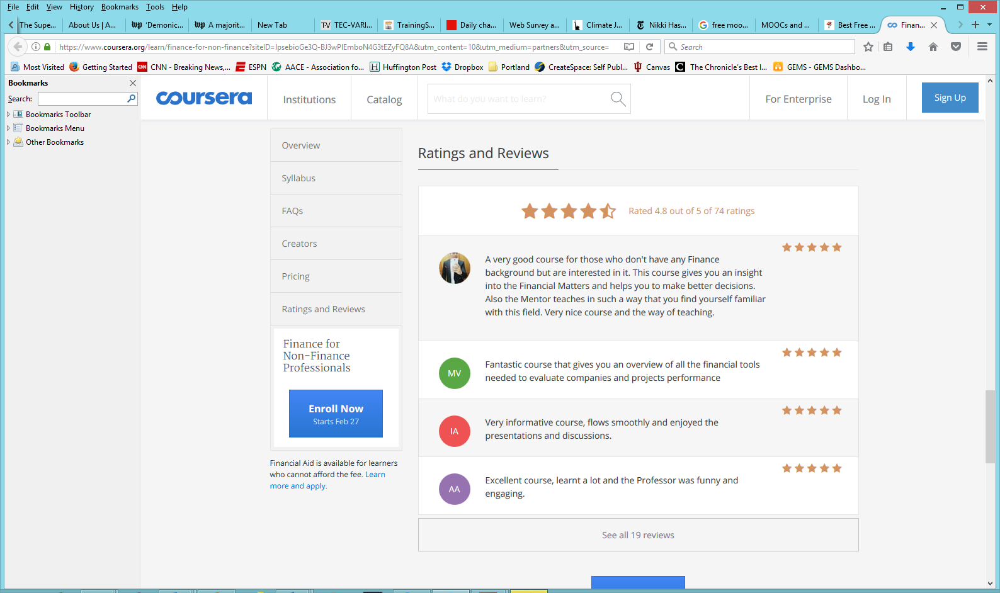 File Edit View History Bookmarks Tools Help
The Supe... About Us | A... wp 'Demonic... wp A majorit... New Tab TV TEC-VARI... TrainingS... Daily cha... Web Survey a... Climate J... Nikki Has... free moo... MOOCs and ... Best Free ... Finan...
https://www.coursera.org/learn/finance-for-non-finance?siteID=lpsebioGe3Q-BJ3wPlEmboN4G3tEZyFQ8A&utm_content=10&utm_medium=partners&utm_source= Search
Most Visited Getting Started CNN - Breaking News,... ESPN AACE - Association fo... H Huffington Post Dropbox Portland CreateSpace: Self Publ... Canvas C The Chronicle's Best I... GEMS - GEMS Dashbo...
Bookmarks
Search:
Bookmarks Toolbar
Bookmarks Menu
Other Bookmarks
coursera Institutions Catalog What do you want to learn? For Enterprise Log In Sign Up
Overview
Syllabus
FAQs
Creators
Pricing
Ratings and Reviews
Finance for
Non-Finance
Professionals
Enroll Now
Starts Feb 27
Financial Aid is available for learners
who cannot afford the fee. Learn
more and apply.
Ratings and Reviews
Rated 4.8 out of 5 of 74 ratings
A very good course for those who don't have any Finance
background but are interested in it. This course gives you an insight
into the Financial Matters and helps you to make better decisions.
Also the Mentor teaches in such a way that you find yourself familiar
with this field. Very nice course and the way of teaching.
MV
Fantastic course that gives you an overview of all the financial tools
needed to evaluate companies and projects performance
IA
Very informative course, flows smoothly and enjoyed the
presentations and discussions.
AA
Excellent course, learnt a lot and the Professor was funny and
engaging.
See all 19 reviews